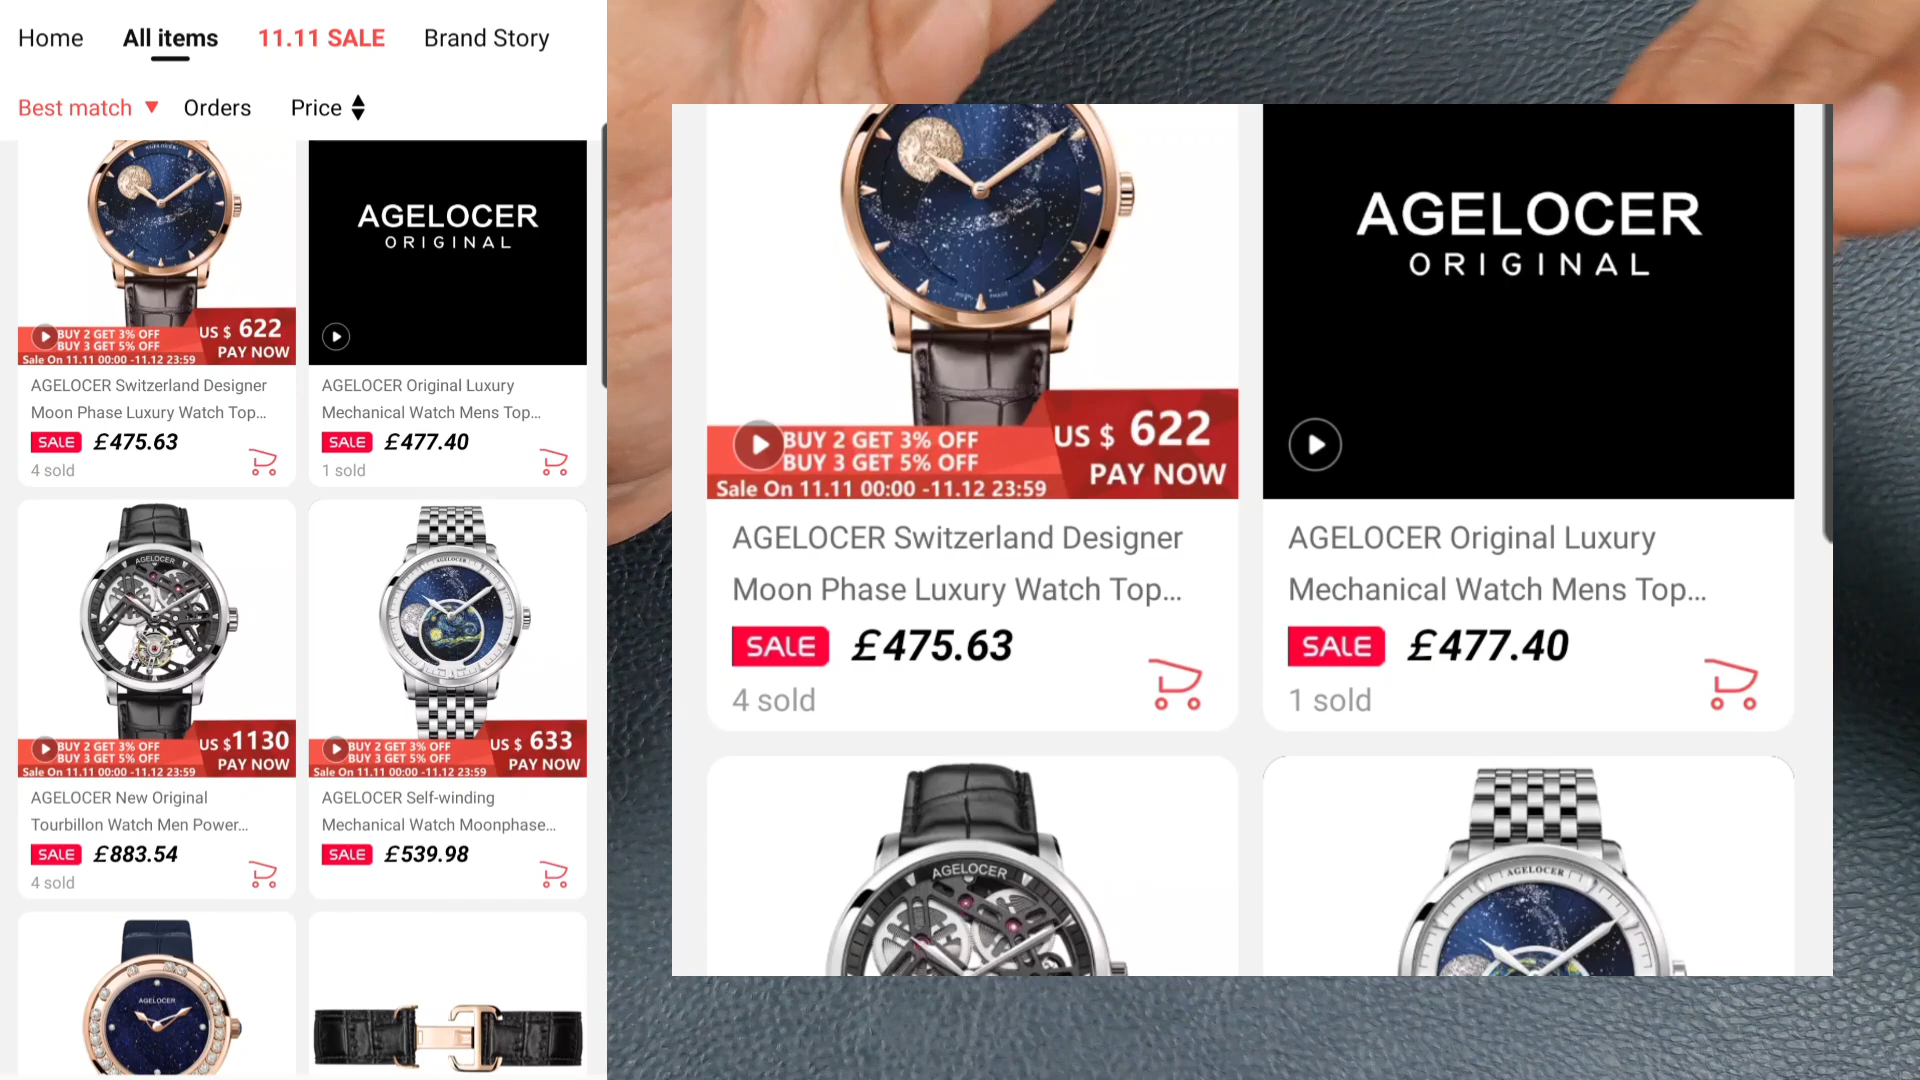 Home All items 11.11 SALE Brand Story
Best match Orders Price
AGELOCER
BUY 2 GET 3% OFF
BUY 3 GET 5% OFF
Sale On 11.11 00:00 -11.12 23:59
US $ 622
PAY NOW
AGELOCER Switzerland Designer
Moon Phase Luxury Watch Top...
SALE £475.63
4 sold
AGELOCER
ORIGINAL
AGELOCER Original Luxury
Mechanical Watch Mens Top...
SALE £477.40
1 sold
AGELOCER
BUY 2 GET 3% OFF
BUY 3 GET 5% OFF
Sale On 11.11 00:00 -11.12 23:59
US $1130
PAY NOW
AGELOCER New Original
Tourbillon Watch Men Power...
SALE £883.54
4 sold
AGELOCER
BUY 2 GET 3% OFF
BUY 3 GET 5% OFF
Sale On 11.11 00:00 -11.12 23:59
US $ 633
PAY NOW
AGELOCER Self-winding
Mechanical Watch Moonphase...
SALE £539.98
AGELOCER
BUY 2 GET 3% OFF
BUY 3 GET 5% OFF
Sale On 11.11 00:00 -11.12 23:59
US $ 622
PAY NOW
AGELOCER Switzerland Designer
Moon Phase Luxury Watch Top...
SALE £475.63
4 sold
AGELOCER
ORIGINAL
AGELOCER Original Luxury
Mechanical Watch Mens Top...
SALE £477.40
1 sold
AGELOCER
AGELOCER